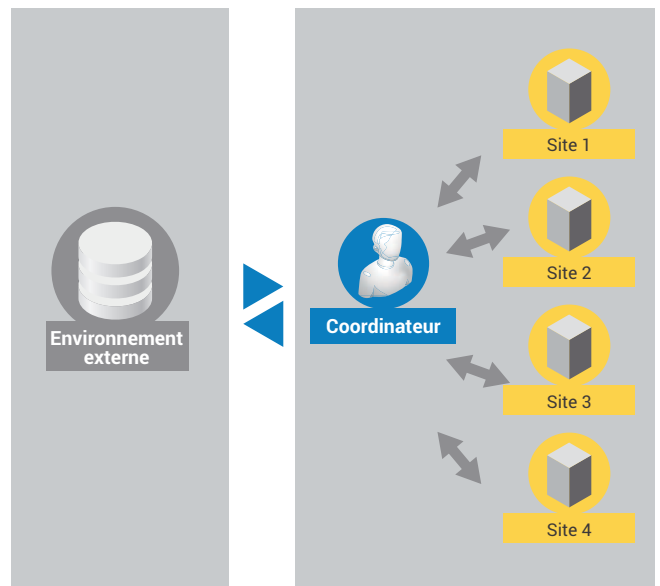 Environnement
externe
Coordinateur
Site 1
Site 2
Site 3
Site 4